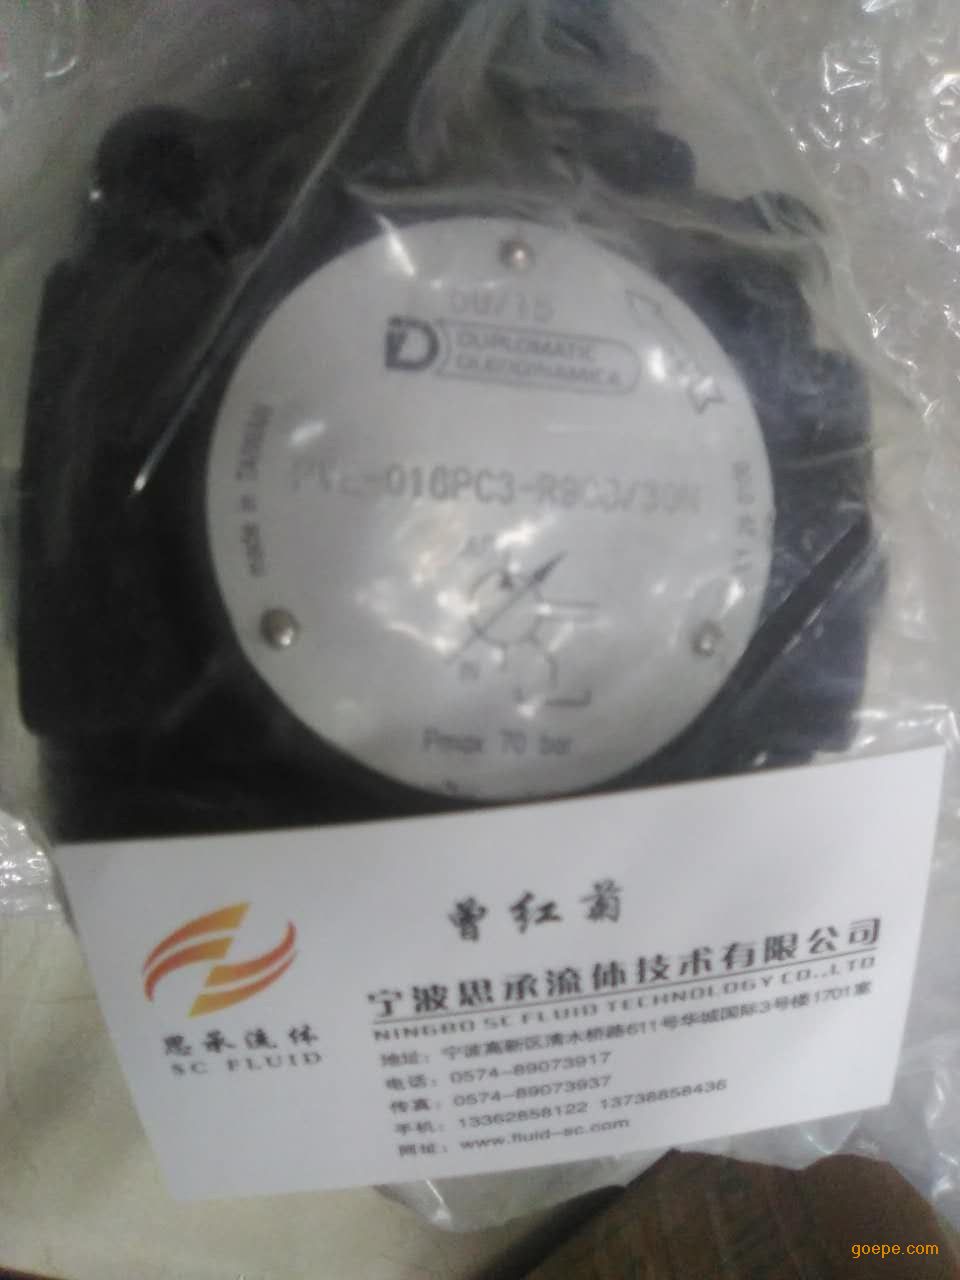 08/15
DUPLOMATIC
OLEODINAMICA
made in TAIWAN
PVE-016PC3-R9C3/30N
Pmax 70 bar
曾红菊
宁波思承流体技术有限公司
NINGBO SC FLUID TECHNOLOGY CO.,LTD
思承流体
SC FLUID
地址：宁波高新区清水桥路611号华城国际3号楼1701室
电话：0574-89073917
传真：0574-89073937
手机：13362858122 13738858436
网址：www.fluid-sc.com
goepe.com